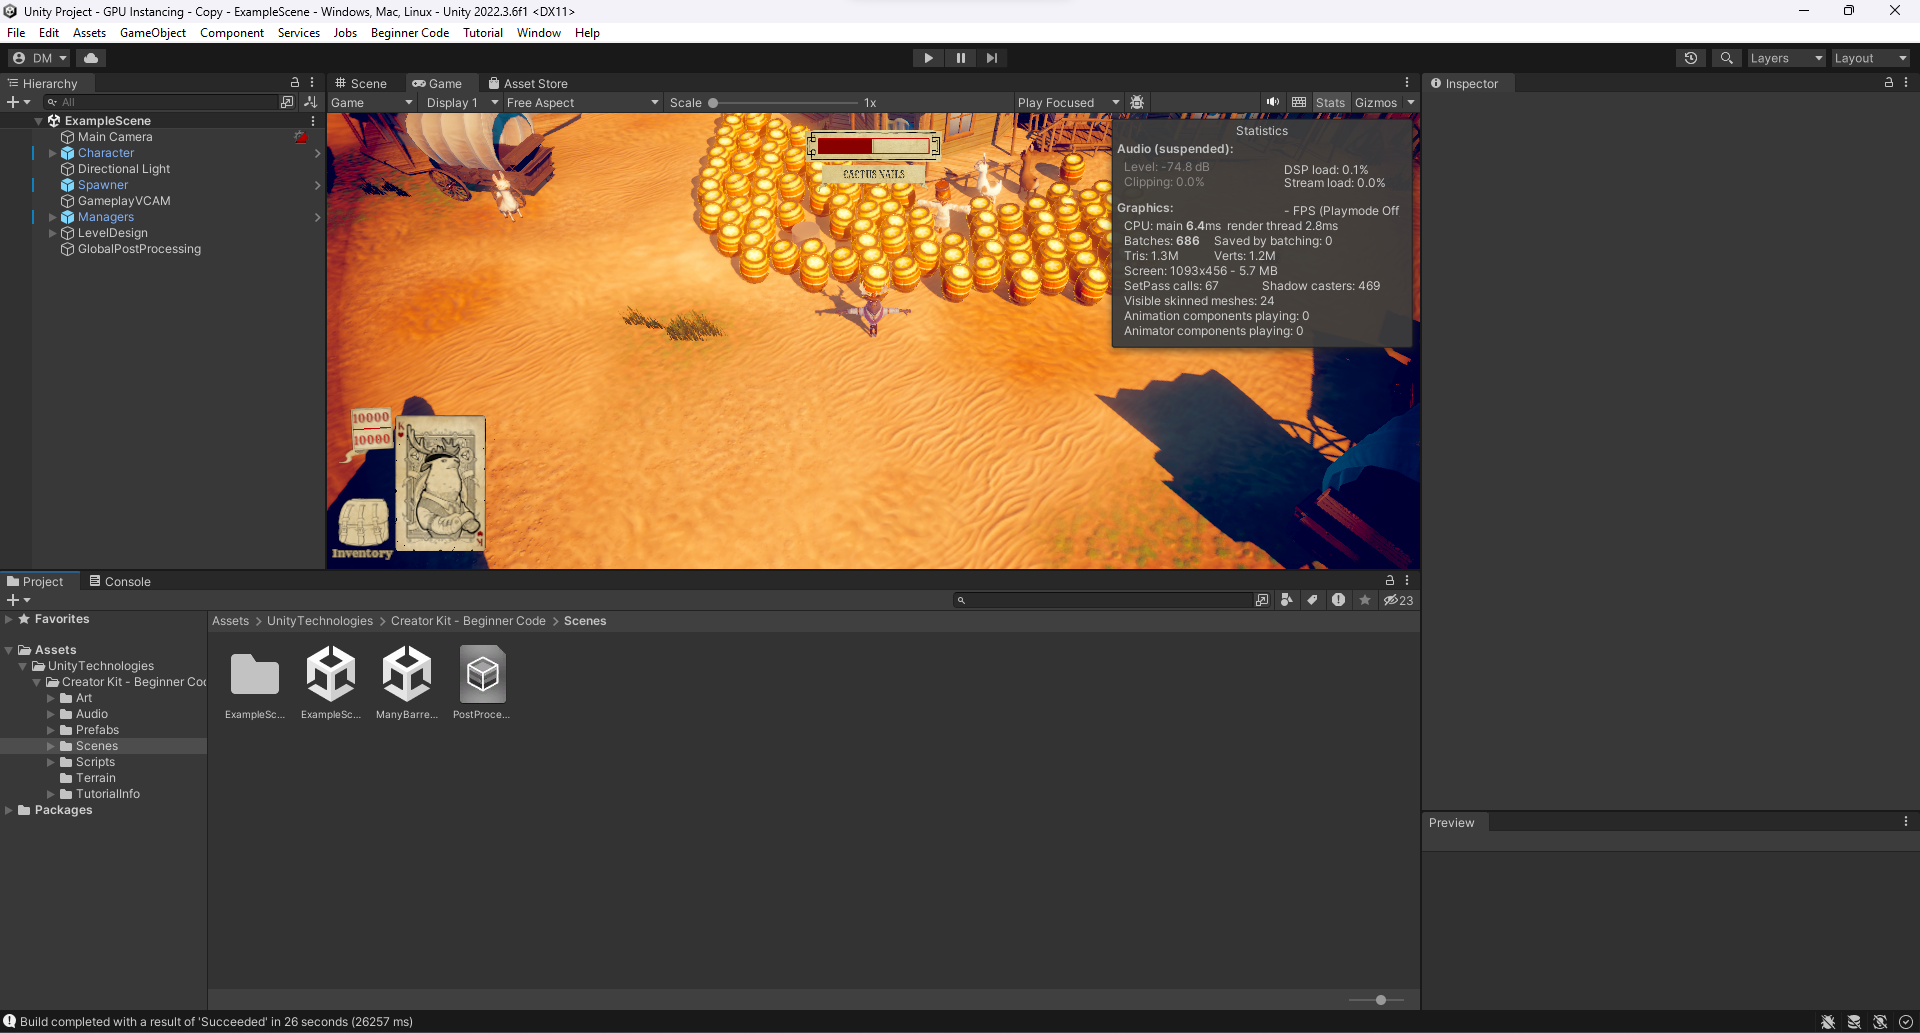 Unity Project - GPU Instancing - Copy - ExampleScene - Windows, Mac, Linux - Unity 2022.3.6f1 <DX11>
File Edit Assets GameObject Component Services Jobs Beginner Code Tutorial Window Help
DM Layers Layout
Hierarchy
All
ExampleScene
Main Camera
Character
Directional Light
Spawner
GameplayVCAM
Managers
LevelDesign
GlobalPostProcessing
Scene Game Asset Store
Game Display 1 Free Aspect Scale 1x Play Focused Stats Gizmos
CACTUS NAILS
Statistics
Audio (suspended):
Level: -74.8 dB DSP load: 0.1%
Clipping: 0.0% Stream load: 0.0%
Graphics: - FPS (Playmode Off
CPU: main 6.4ms render thread 2.8ms
Batches: 686 Saved by batching: 0
Tris: 1.3M Verts: 1.2M
Screen: 1093x456 - 5.7 MB
SetPass calls: 67 Shadow casters: 469
Visible skinned meshes: 24
Animation components playing: 0
Animator components playing: 0
10000
10000
K
K
Inventory
Inspector
Project Console
23
Favorites
Assets
UnityTechnologies
Creator Kit - Beginner Co
Art
Audio
Prefabs
Scenes
Scripts
Terrain
TutorialInfo
Packages
Assets > UnityTechnologies > Creator Kit - Beginner Code > Scenes
ExampleSc... ExampleSc... ManyBarre... PostProce...
Preview
Build completed with a result of 'Succeeded' in 26 seconds (26257 ms)